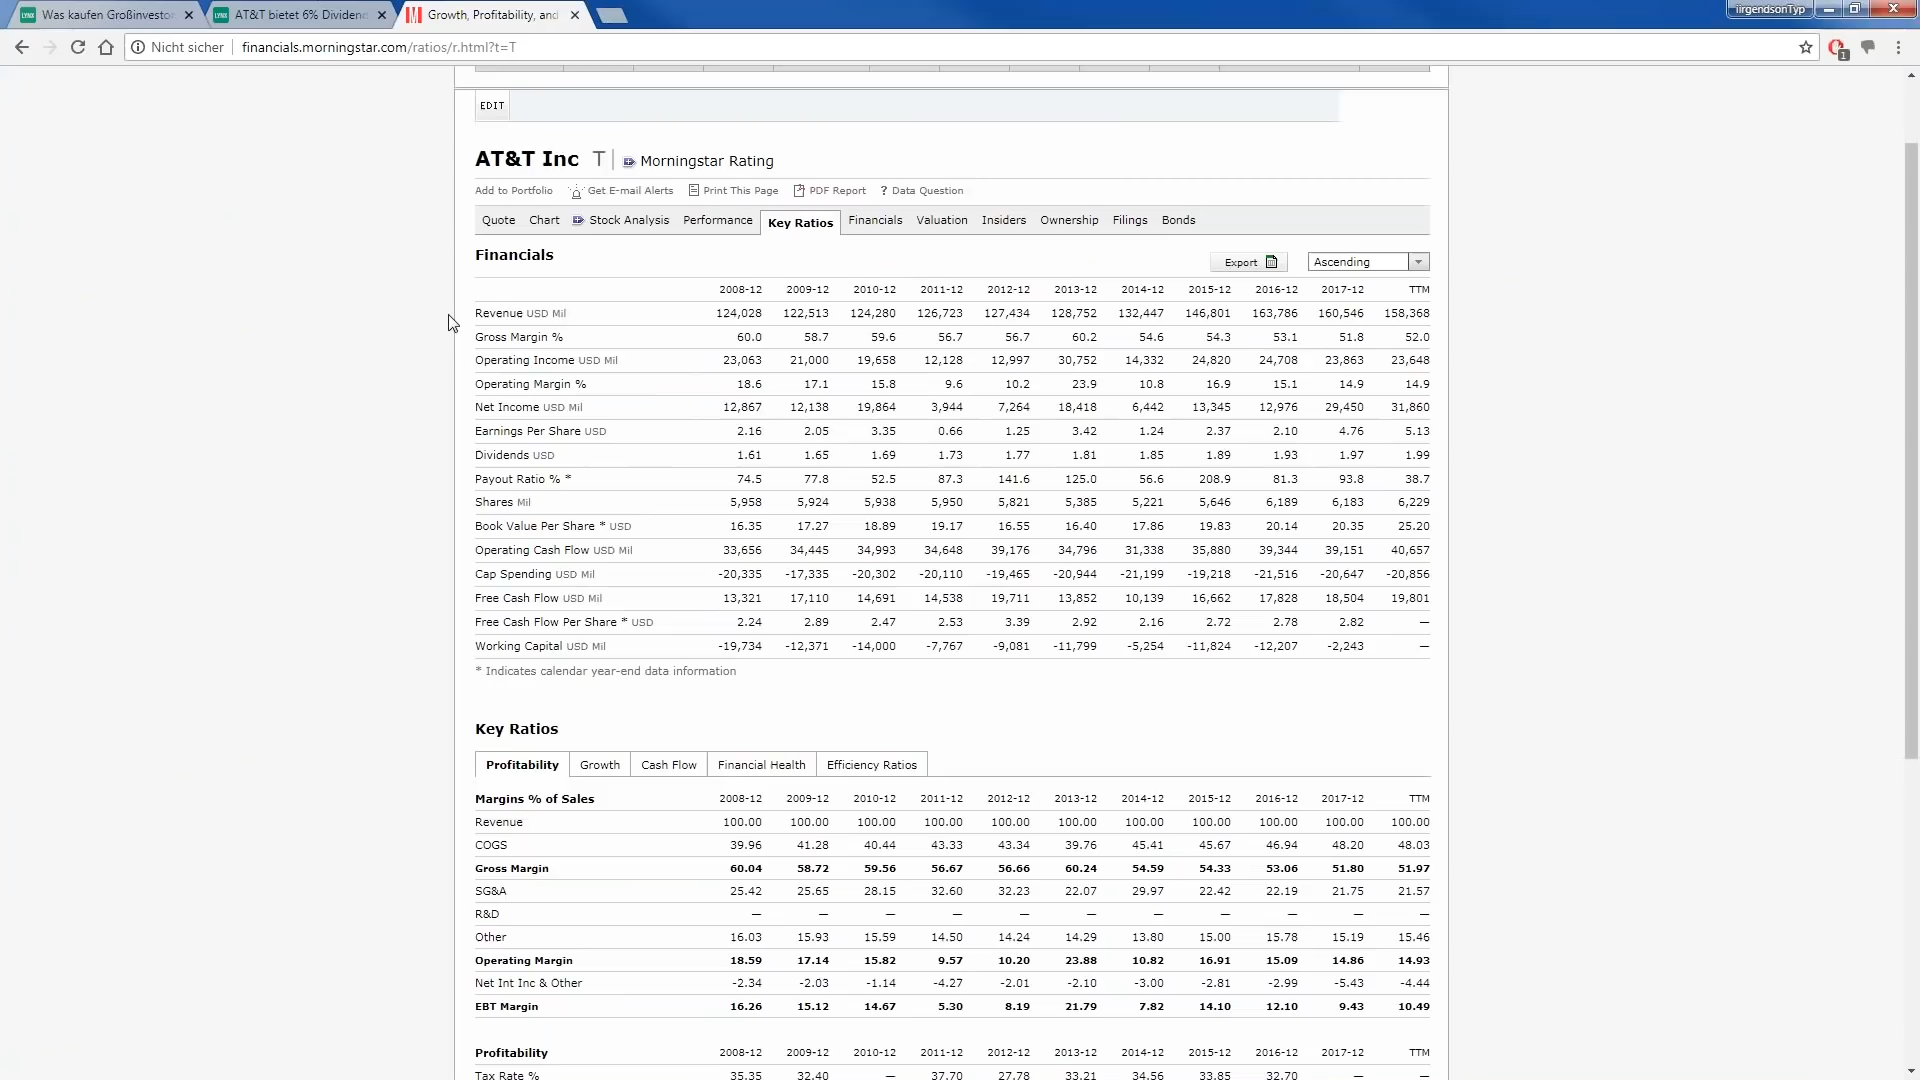 Was kaufen Großinvesto
AT&T bietet 6% Dividend
Growth, Profitability, and
iirgendsonTyp
Nicht sicher financials.morningstar.com/ratios/r.html?t=T
1
EDIT
AT&T Inc T Morningstar Rating
Add to Portfolio Get E-mail Alerts Print This Page PDF Report ? Data Question
Quote Chart Stock Analysis Performance Key Ratios Financials Valuation Insiders Ownership Filings Bonds
Financials
Export Ascending
2008-12 2009-12 2010-12 2011-12 2012-12 2013-12 2014-12 2015-12 2016-12 2017-12 TTM
Revenue USD Mil 124,028 122,513 124,280 126,723 127,434 128,752 132,447 146,801 163,786 160,546 158,368
Gross Margin % 60.0 58.7 59.6 56.7 56.7 60.2 54.6 54.3 53.1 51.8 52.0
Operating Income USD Mil 23,063 21,000 19,658 12,128 12,997 30,752 14,332 24,820 24,708 23,863 23,648
Operating Margin % 18.6 17.1 15.8 9.6 10.2 23.9 10.8 16.9 15.1 14.9 14.9
Net Income USD Mil 12,867 12,138 19,864 3,944 7,264 18,418 6,442 13,345 12,976 29,450 31,860
Earnings Per Share USD 2.16 2.05 3.35 0.66 1.25 3.42 1.24 2.37 2.10 4.76 5.13
Dividends USD 1.61 1.65 1.69 1.73 1.77 1.81 1.85 1.89 1.93 1.97 1.99
Payout Ratio % * 74.5 77.8 52.5 87.3 141.6 125.0 56.6 208.9 81.3 93.8 38.7
Shares Mil 5,958 5,924 5,938 5,950 5,821 5,385 5,221 5,646 6,189 6,183 6,229
Book Value Per Share * USD 16.35 17.27 18.89 19.17 16.55 16.40 17.86 19.83 20.14 20.35 25.20
Operating Cash Flow USD Mil 33,656 34,445 34,993 34,648 39,176 34,796 31,338 35,880 39,344 39,151 40,657
Cap Spending USD Mil -20,335 -17,335 -20,302 -20,110 -19,465 -20,944 -21,199 -19,218 -21,516 -20,647 -20,856
Free Cash Flow USD Mil 13,321 17,110 14,691 14,538 19,711 13,852 10,139 16,662 17,828 18,504 19,801
Free Cash Flow Per Share * USD 2.24 2.89 2.47 2.53 3.39 2.92 2.16 2.72 2.78 2.82 —
Working Capital USD Mil -19,734 -12,371 -14,000 -7,767 -9,081 -11,799 -5,254 -11,824 -12,207 -2,243 —
* Indicates calendar year-end data information
Key Ratios
Profitability Growth Cash Flow Financial Health Efficiency Ratios
Margins % of Sales 2008-12 2009-12 2010-12 2011-12 2012-12 2013-12 2014-12 2015-12 2016-12 2017-12 TTM
Revenue 100.00 100.00 100.00 100.00 100.00 100.00 100.00 100.00 100.00 100.00 100.00
COGS 39.96 41.28 40.44 43.33 43.34 39.76 45.41 45.67 46.94 48.20 48.03
Gross Margin 60.04 58.72 59.56 56.67 56.66 60.24 54.59 54.33 53.06 51.80 51.97
SG&A 25.42 25.65 28.15 32.60 32.23 22.07 29.97 22.42 22.19 21.75 21.57
R&D — — — — — — — — — — —
Other 16.03 15.93 15.59 14.50 14.24 14.29 13.80 15.00 15.78 15.19 15.46
Operating Margin 18.59 17.14 15.82 9.57 10.20 23.88 10.82 16.91 15.09 14.86 14.93
Net Int Inc & Other -2.34 -2.03 -1.14 -4.27 -2.01 -2.10 -3.00 -2.81 -2.99 -5.43 -4.44
EBT Margin 16.26 15.12 14.67 5.30 8.19 21.79 7.82 14.10 12.10 9.43 10.49
Profitability 2008-12 2009-12 2010-12 2011-12 2012-12 2013-12 2014-12 2015-12 2016-12 2017-12 TTM
Tax Rate % 35.35 32.40 — 37.70 27.78 33.21 34.56 33.85 32.70 — —